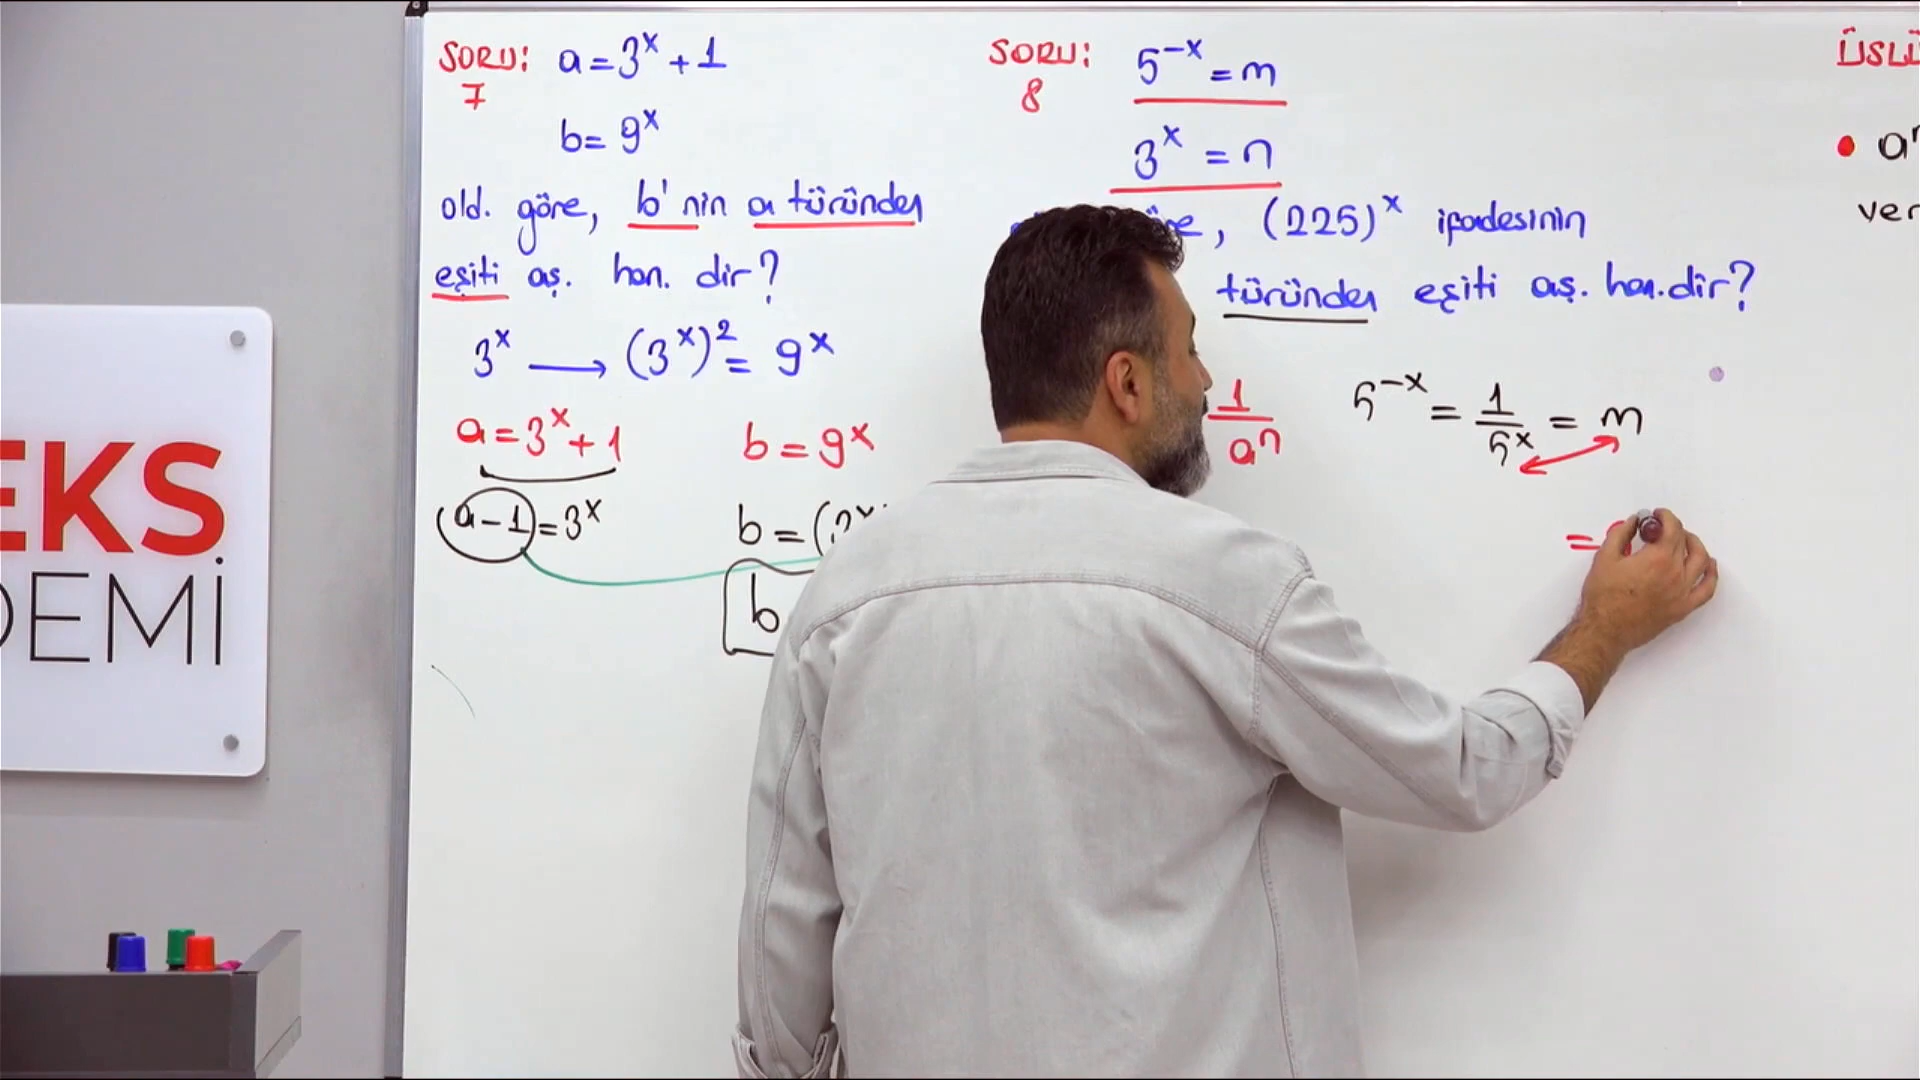 SORU: 7
a = 3^x + 1
b = 9^x
old. göre, b'nin a türünden
eşiti aş. han. dir?
3^x → (3^x)^2 = 9^x
a = 3^x + 1
b = 9^x
a - 1 = 3^x
b = (3^x
b
SORU: 8
5^-x = m
3^x = n
(225)^x ifadesinin
türünden eşiti aş. han. dir?
1/a^n
5^-x = 1/5^x = m
=
ÜSLÜ
• a^n
ver
EKS
DEMİ